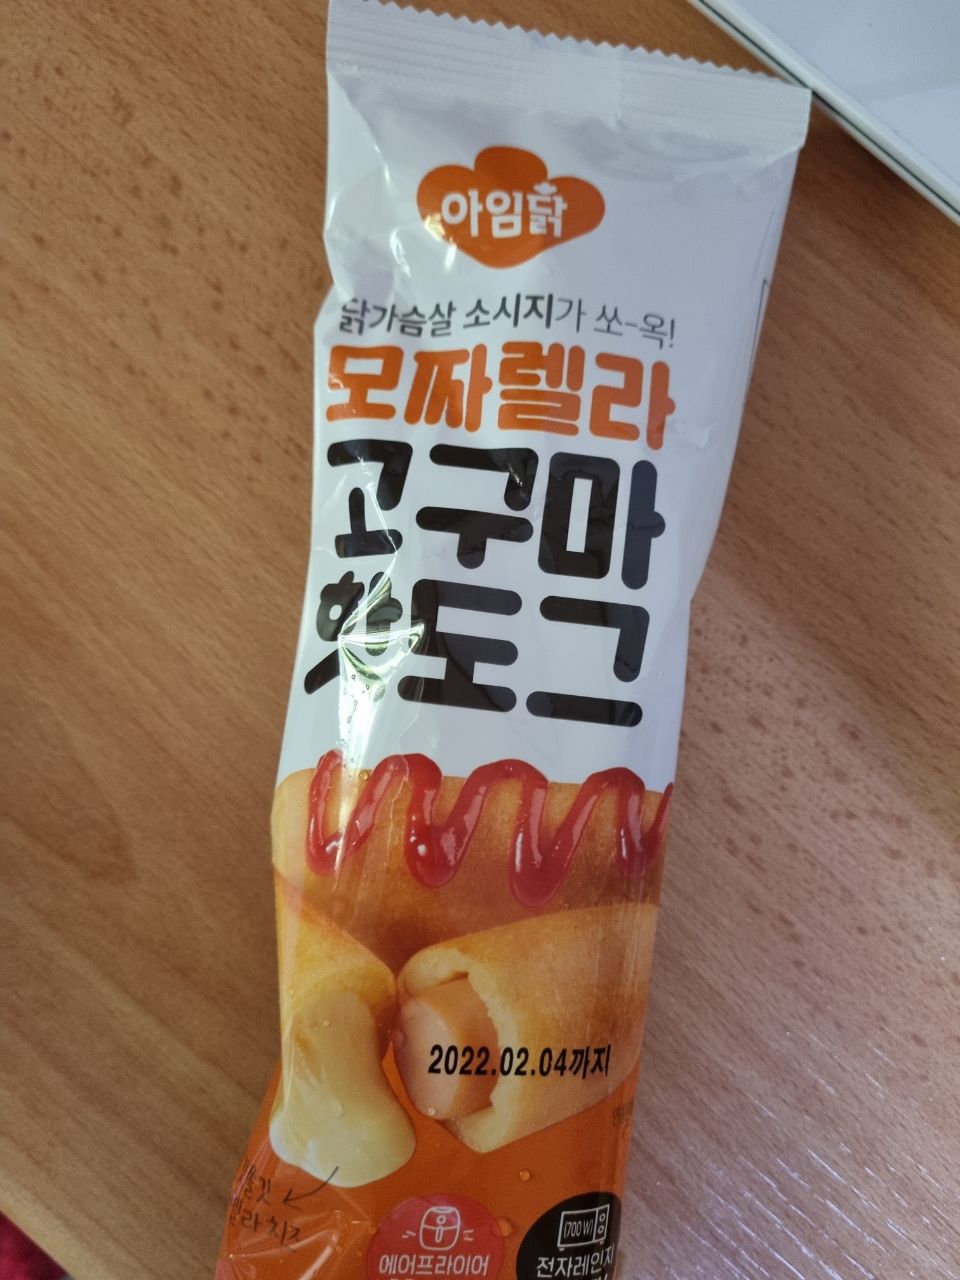 아임닭
닭가슴살 소시지가 쏘-옥!
모짜렐라
고구마
핫도그
2022.02.04까지
치즈
에어프라이어
(700W)
전자레인지